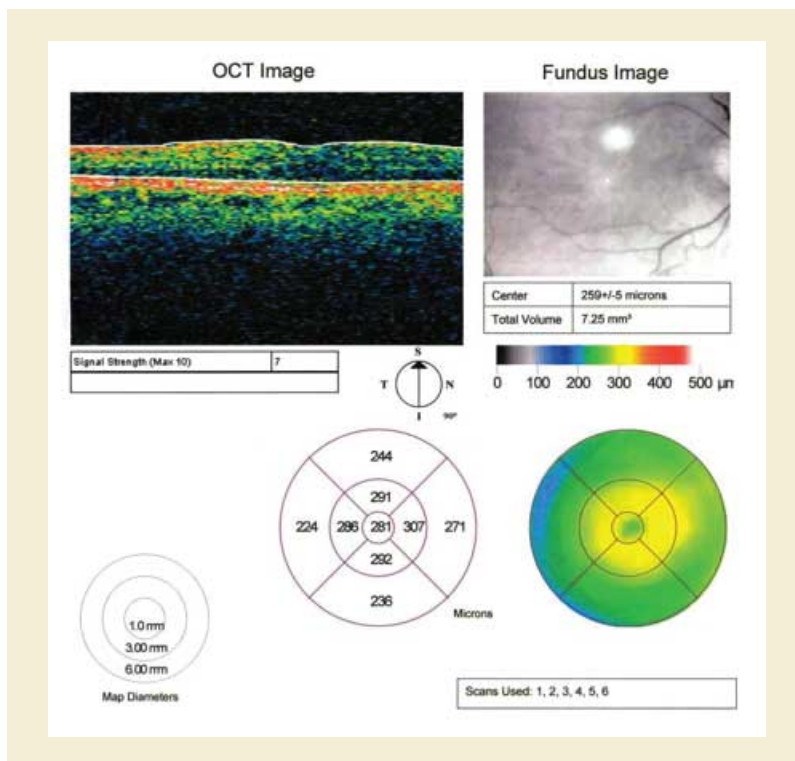 OCT Image
Fundus Image
Center 259+/-5 microns
Total Volume 7.25 mm³
Signal Strength (Max 10) 7
0 100 200 300 400 500 µm
S
T N
I 90º
244
291
224 286 281 307 271
292
236
Microns
1.0 mm
3.00 mm
6.00 mm
Map Diameters
Scans Used: 1, 2, 3, 4, 5, 6